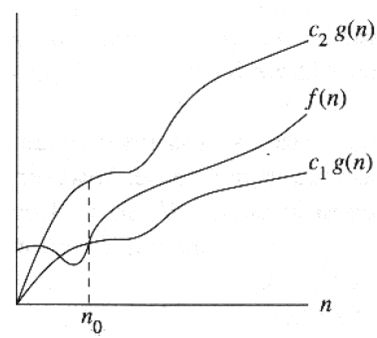 c₂ g(n)
f(n)
c₁ g(n)
n
n₀